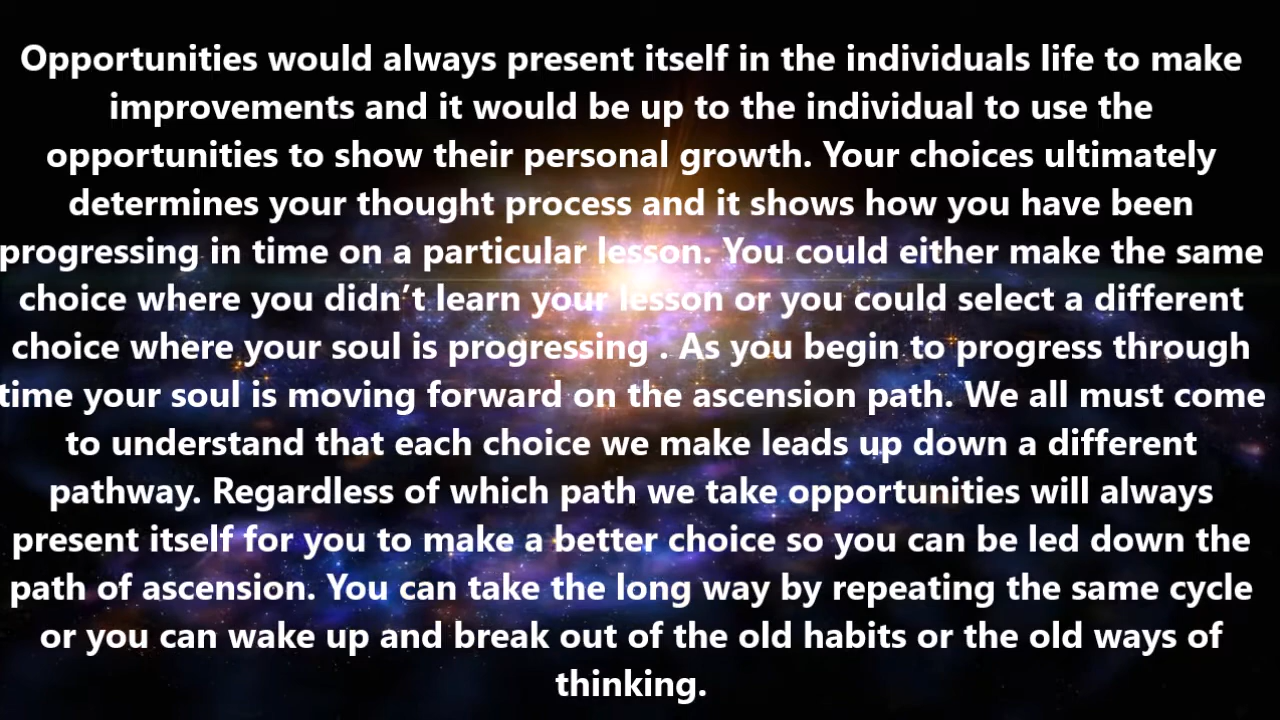 Opportunities would always present itself in the individuals life to make
improvements and it would be up to the individual to use the
opportunities to show their personal growth. Your choices ultimately
determines your thought process and it shows how you have been
progressing in time on a particular lesson. You could either make the same
choice where you didn’t learn your lesson or you could select a different
choice where your soul is progressing . As you begin to progress through
time your soul is moving forward on the ascension path. We all must come
to understand that each choice we make leads up down a different
pathway. Regardless of which path we take opportunities will always
present itself for you to make a better choice so you can be led down the
path of ascension. You can take the long way by repeating the same cycle
or you can wake up and break out of the old habits or the old ways of
thinking.